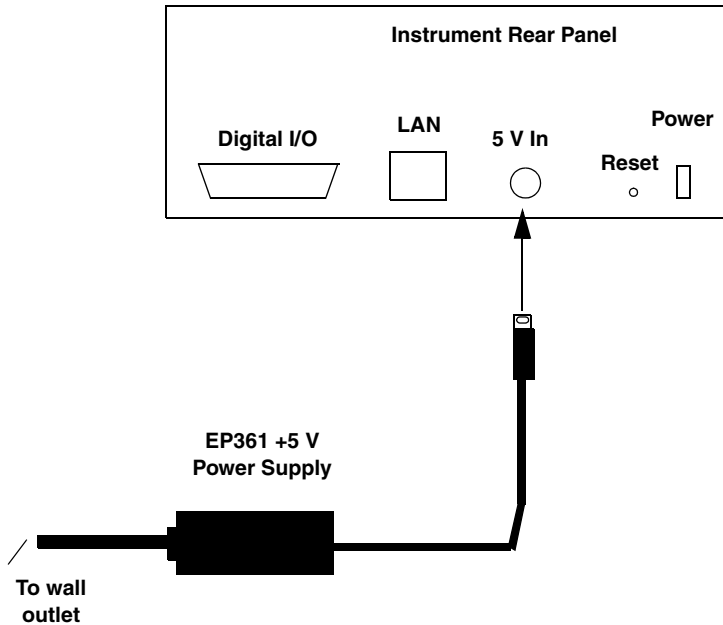 Instrument Rear Panel
Digital I/O
LAN
5 V In
Reset
Power
EP361 +5 V
Power Supply
To wall
outlet